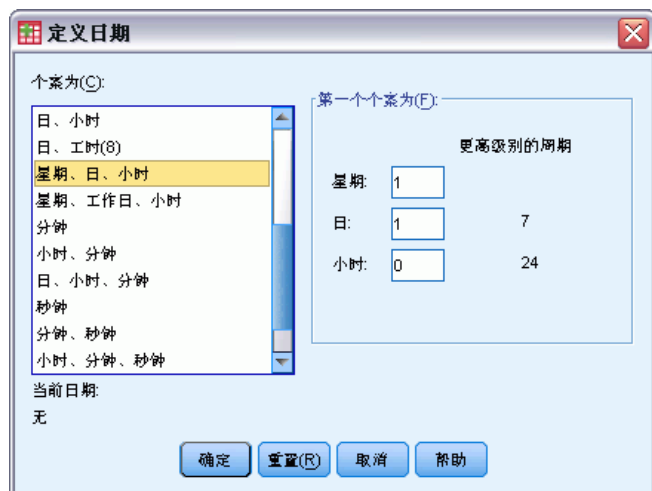 定义日期
个案为(C):
日、小时
日、工时(8)
星期、日、小时
星期、工作日、小时
分钟
小时、分钟
日、小时、分钟
秒钟
分钟、秒钟
小时、分钟、秒钟
当前日期:
无
第一个个案为(F):
更高级别的周期
星期: 1
日: 1 7
小时: 0 24
确定 重置(R) 取消 帮助